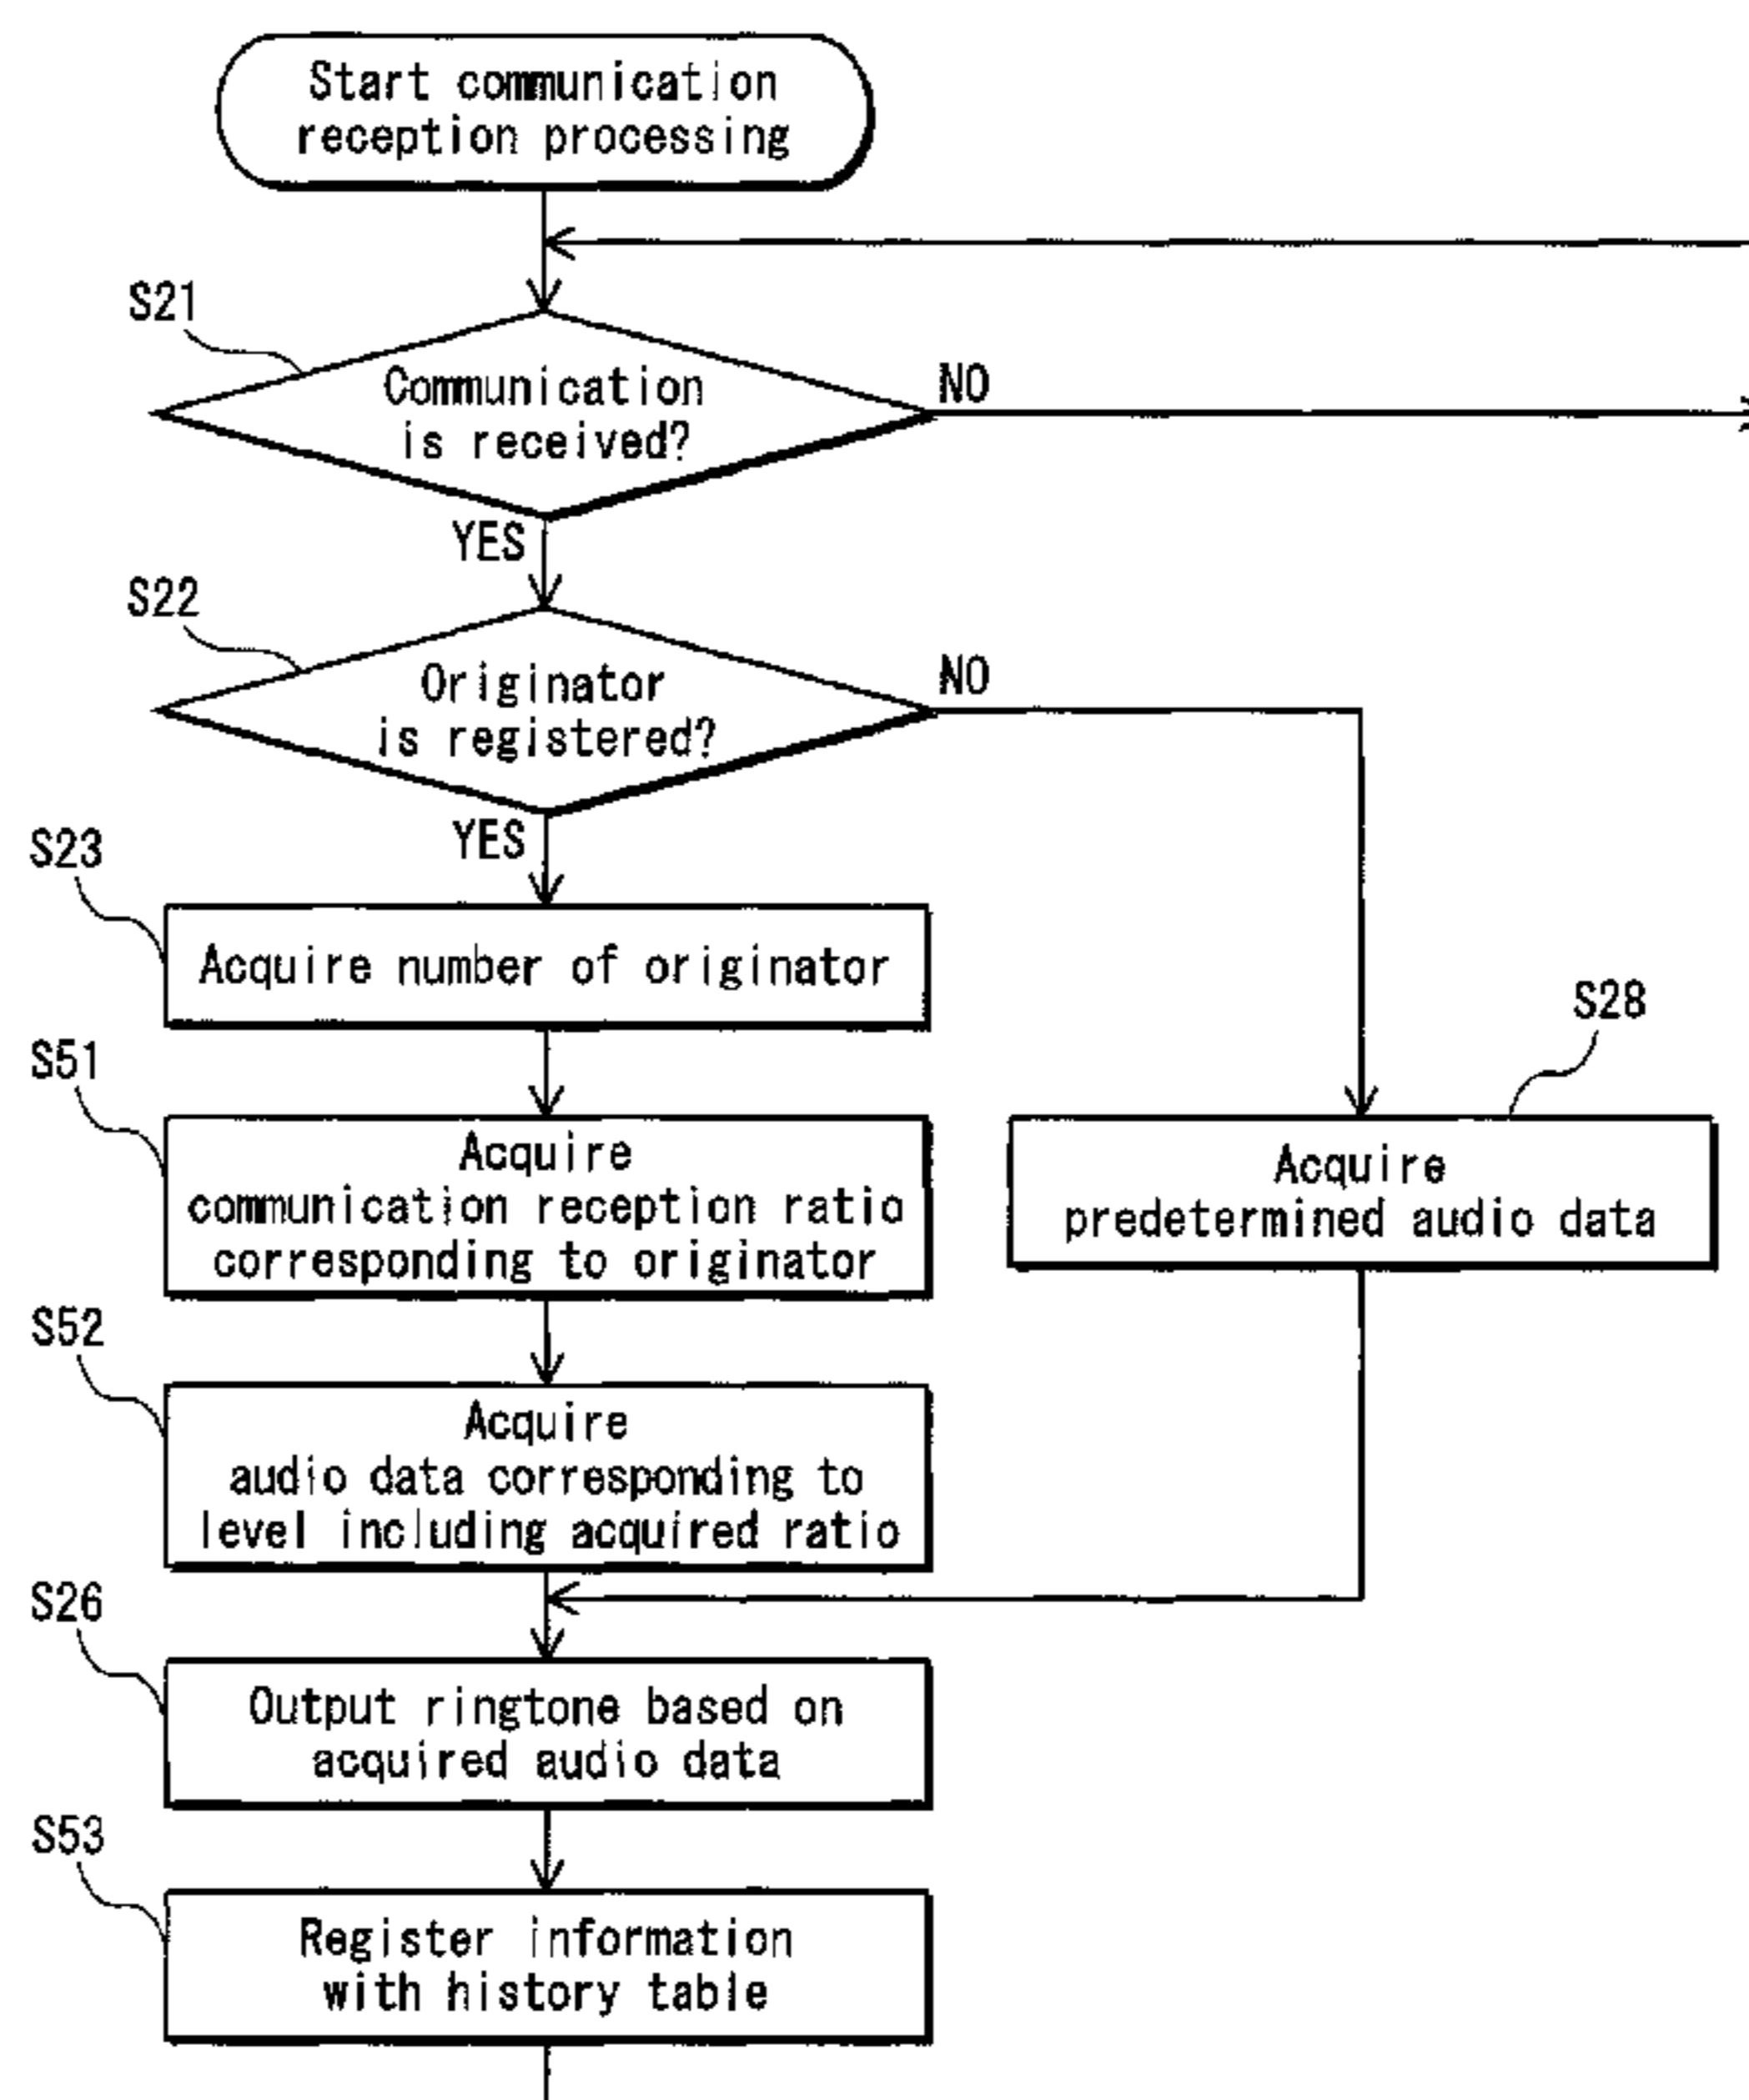 Start communication
reception processing
S21
Communication
is received?
NO
YES
S22
Originator
is registered?
NO
YES
S23
Acquire number of originator
S28
S51
Acquire
communication reception ratio
corresponding to originator
Acquire
predetermined audio data
S52
Acquire
audio data corresponding to
level including acquired ratio
S26
Output ringtone based on
acquired audio data
S53
Register information
with history table